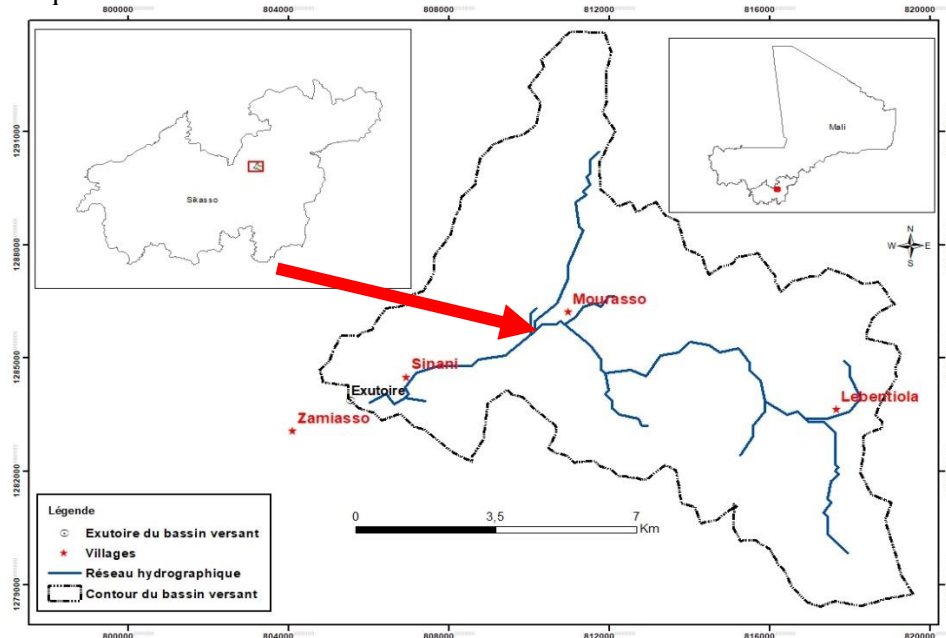 800000 804000 808000 812000 816000 820000
1291000
1288000
1285000
1282000
1279000
Sikasso
Mali
N
W E
S
Mourasso
Sinani
Exutoire
Lebentiola
Zamiasso
Légende
Exutoire du bassin versant
Villages
Réseau hydrographique
Contour du bassin versant
0 3,5 7
Km
800000 804000 808000 812000 816000 820000